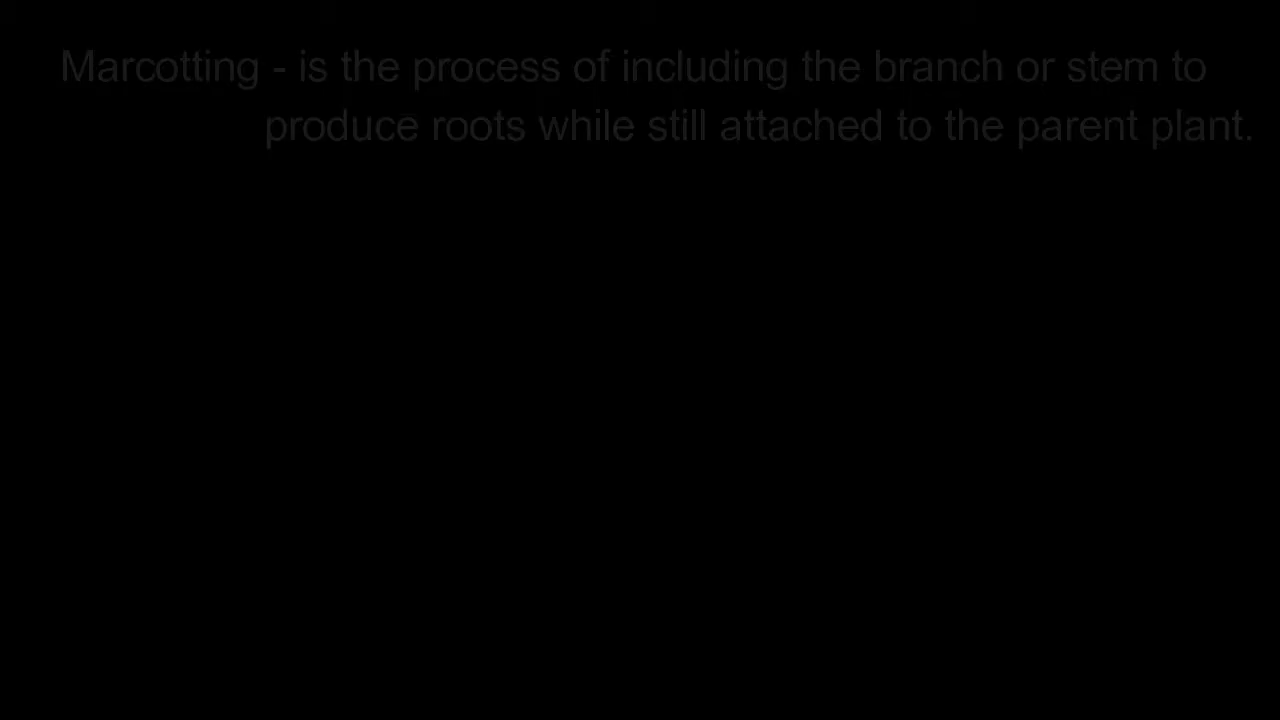 Marcotting - is the process of including the branch or stem to
produce roots while still attached to the parent plant.